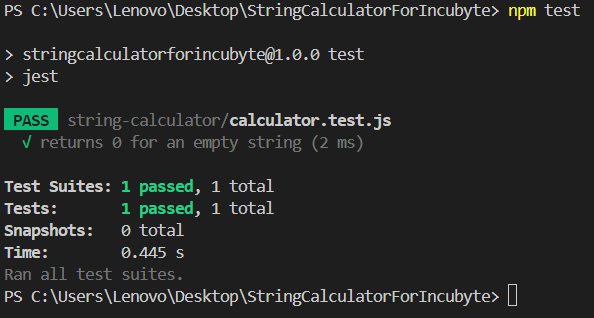 PS C:\Users\Lenovo\Desktop\StringCalculatorForIncubyte> npm test
> stringcalculatorforincubyte@1.0.0 test
> jest
PASS string-calculator/calculator.test.js
√ returns 0 for an empty string (2 ms)
Test Suites: 1 passed, 1 total
Tests: 1 passed, 1 total
Snapshots: 0 total
Time: 0.445 s
Ran all test suites.
PS C:\Users\Lenovo\Desktop\StringCalculatorForIncubyte>